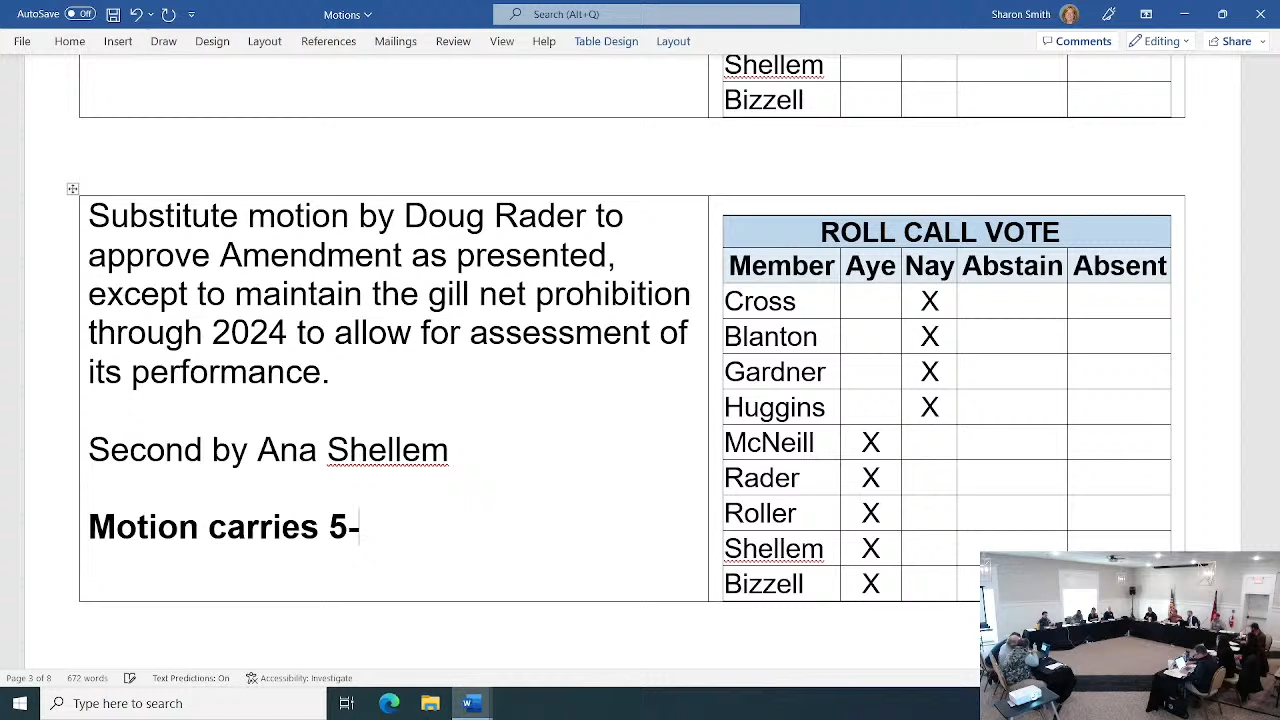 AutoSave Off Motions Search (Alt+Q) Sharon Smith
File Home Insert Draw Design Layout References Mailings Review View Help Table Design Layout Comments Editing Share
Shellem
Bizzell
Substitute motion by Doug Rader to
approve Amendment as presented,
except to maintain the gill net prohibition
through 2024 to allow for assessment of
its performance.
Second by Ana Shellem
Motion carries 5-
ROLL CALL VOTE
Member Aye Nay Abstain Absent
Cross X
Blanton X
Gardner X
Huggins X
McNeill X
Rader X
Roller X
Shellem X
Bizzell X
Page 3 of 8 672 words Text Predictions: On Accessibility: Investigate
Type here to search